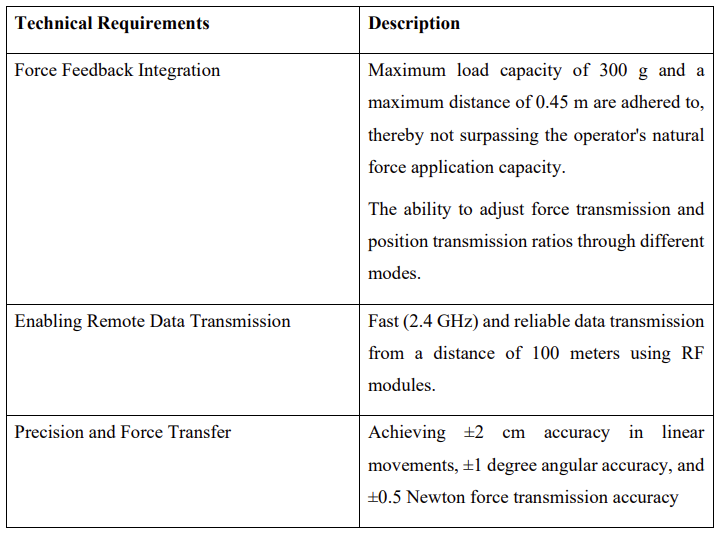 Technical Requirements
Description
Force Feedback Integration
Maximum load capacity of 300 g and a
maximum distance of 0.45 m are adhered to,
thereby not surpassing the operator's natural
force application capacity.
The ability to adjust force transmission and
position transmission ratios through different
modes.
Enabling Remote Data Transmission
Fast (2.4 GHz) and reliable data transmission
from a distance of 100 meters using RF
modules.
Precision and Force Transfer
Achieving ±2 cm accuracy in linear
movements, ±1 degree angular accuracy, and
±0.5 Newton force transmission accuracy